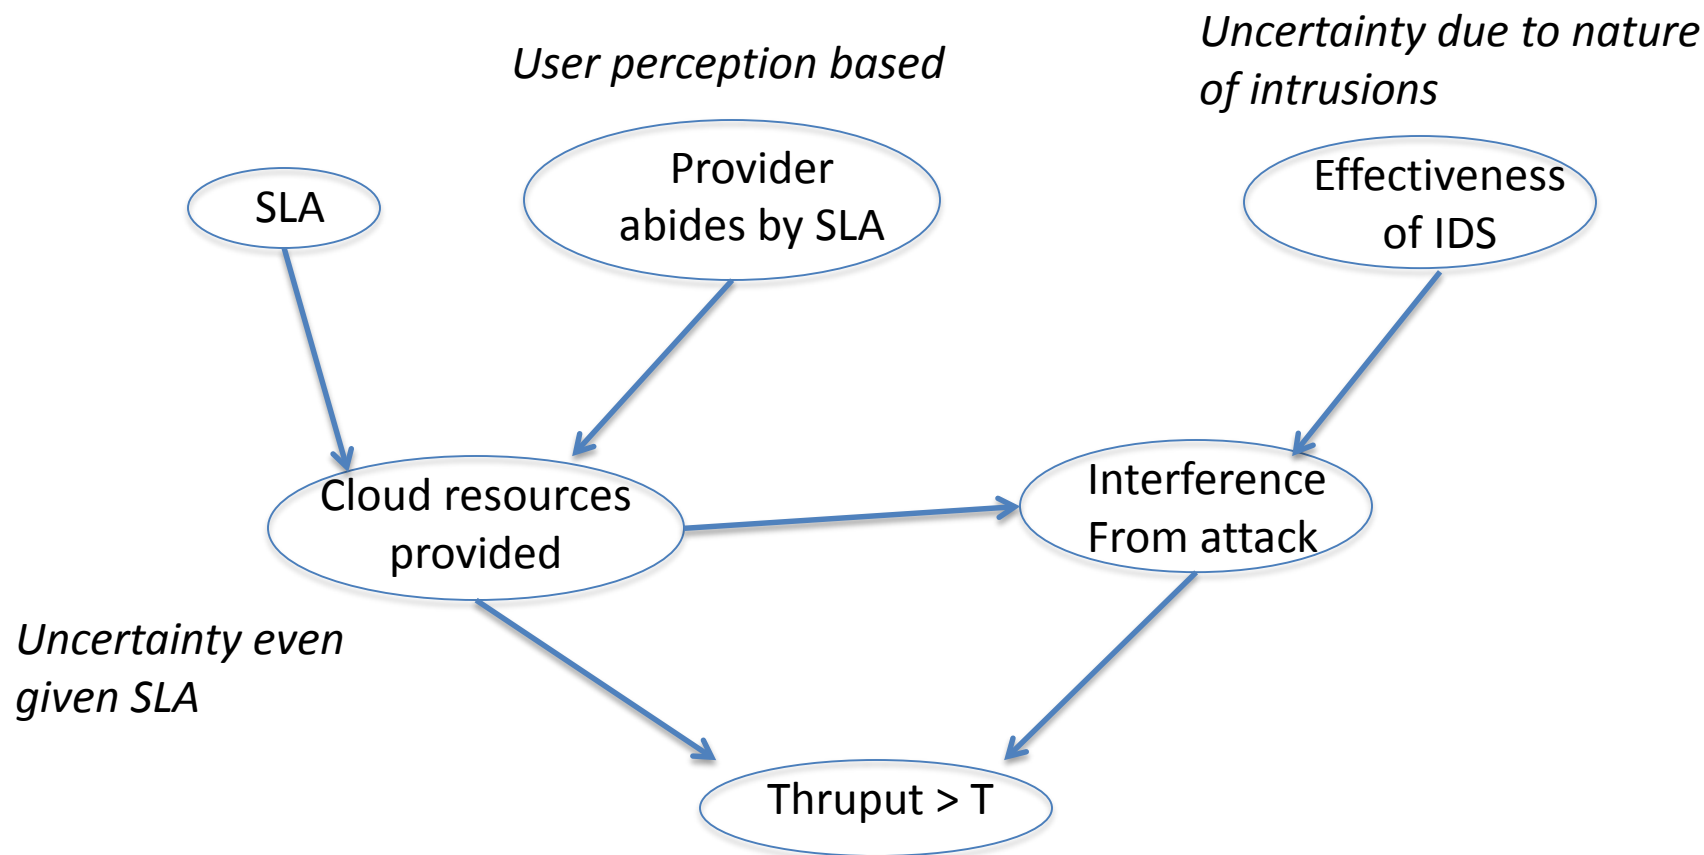 Uncertainty due to nature
of intrusions
User perception based
Provider
abides by SLA
SLA
Effectiveness
of IDS
Cloud resources
provided
Interference
From attack
Uncertainty even
given SLA
Thruput > T